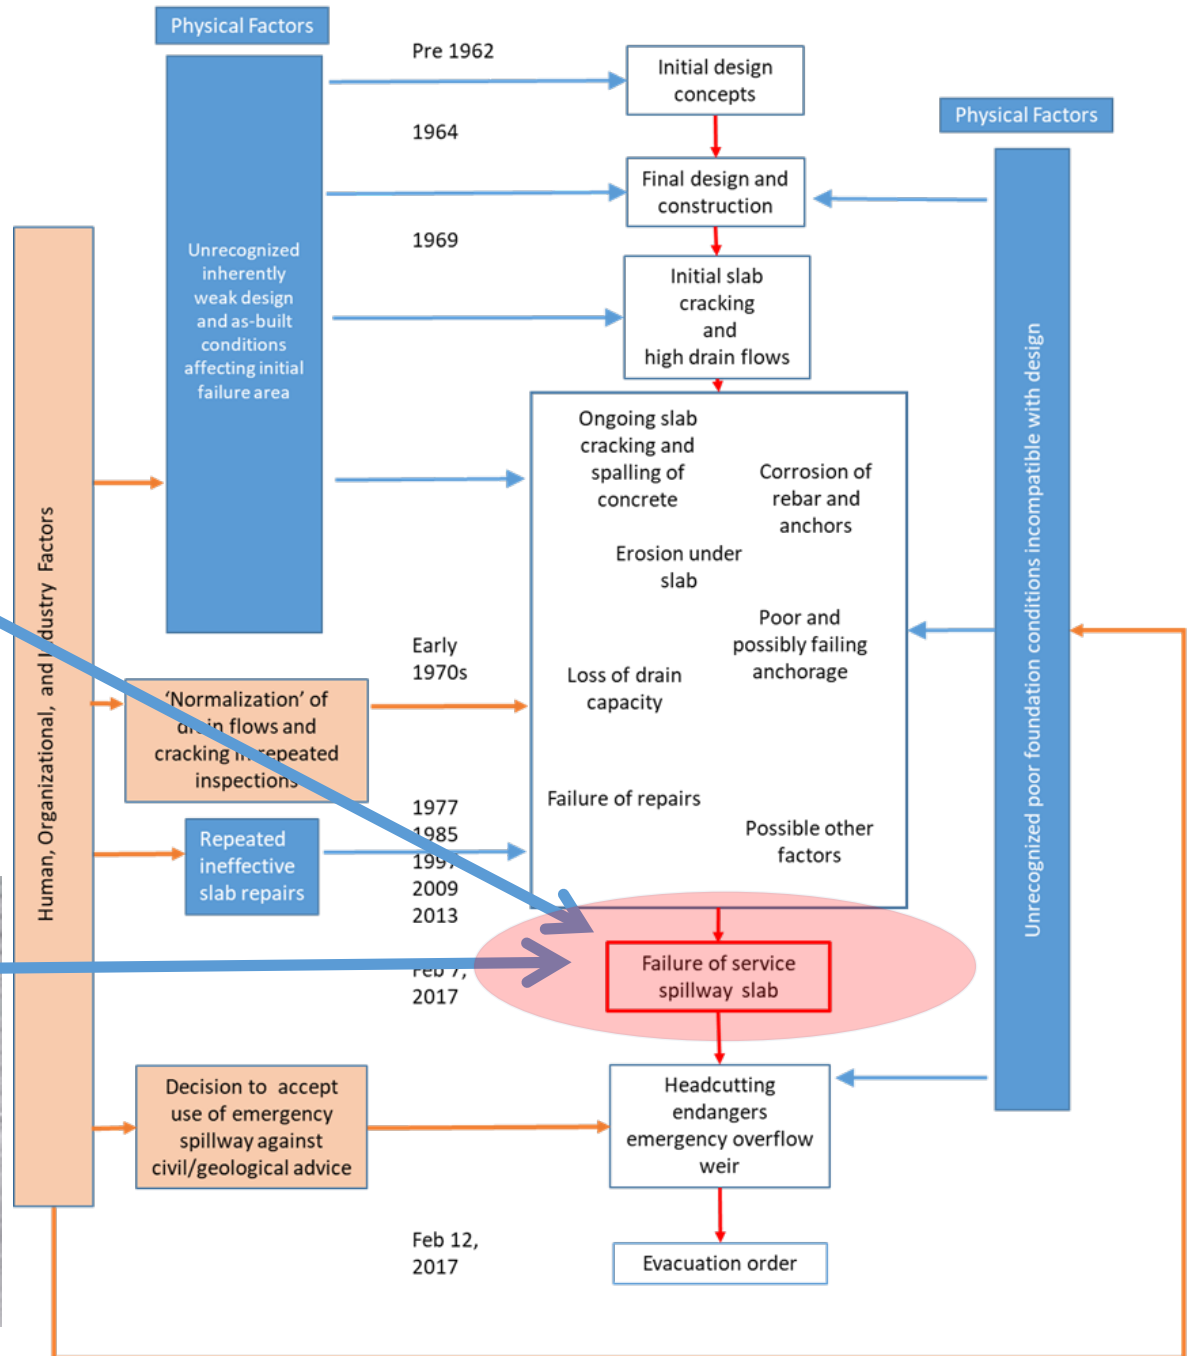 Physical Factors
Pre 1962
Initial design
concepts
Physical Factors
1964
Final design and
construction
1969
Unrecognized
inherently
weak design
and as-built
conditions
affecting initial
failure area
Initial slab
cracking
and
high drain flows
Human, Organizational, and Industry Factors
Unrecognized poor foundation conditions incompatible with design
Ongoing slab
cracking and
spalling of
concrete
Corrosion of
rebar and
anchors
Erosion under
slab
Poor and
possibly failing
anchorage
Loss of drain
capacity
Failure of repairs
Possible other
factors
Early
1970s
‘Normalization’ of
drain flows and
cracking in repeated
inspections
1977
1985
1997
2009
2013
Repeated
ineffective
slab repairs
Feb 7,
2017
Failure of service
spillway slab
Decision to accept
use of emergency
spillway against
civil/geological advice
Headcutting
endangers
emergency overflow
weir
Feb 12,
2017
Evacuation order